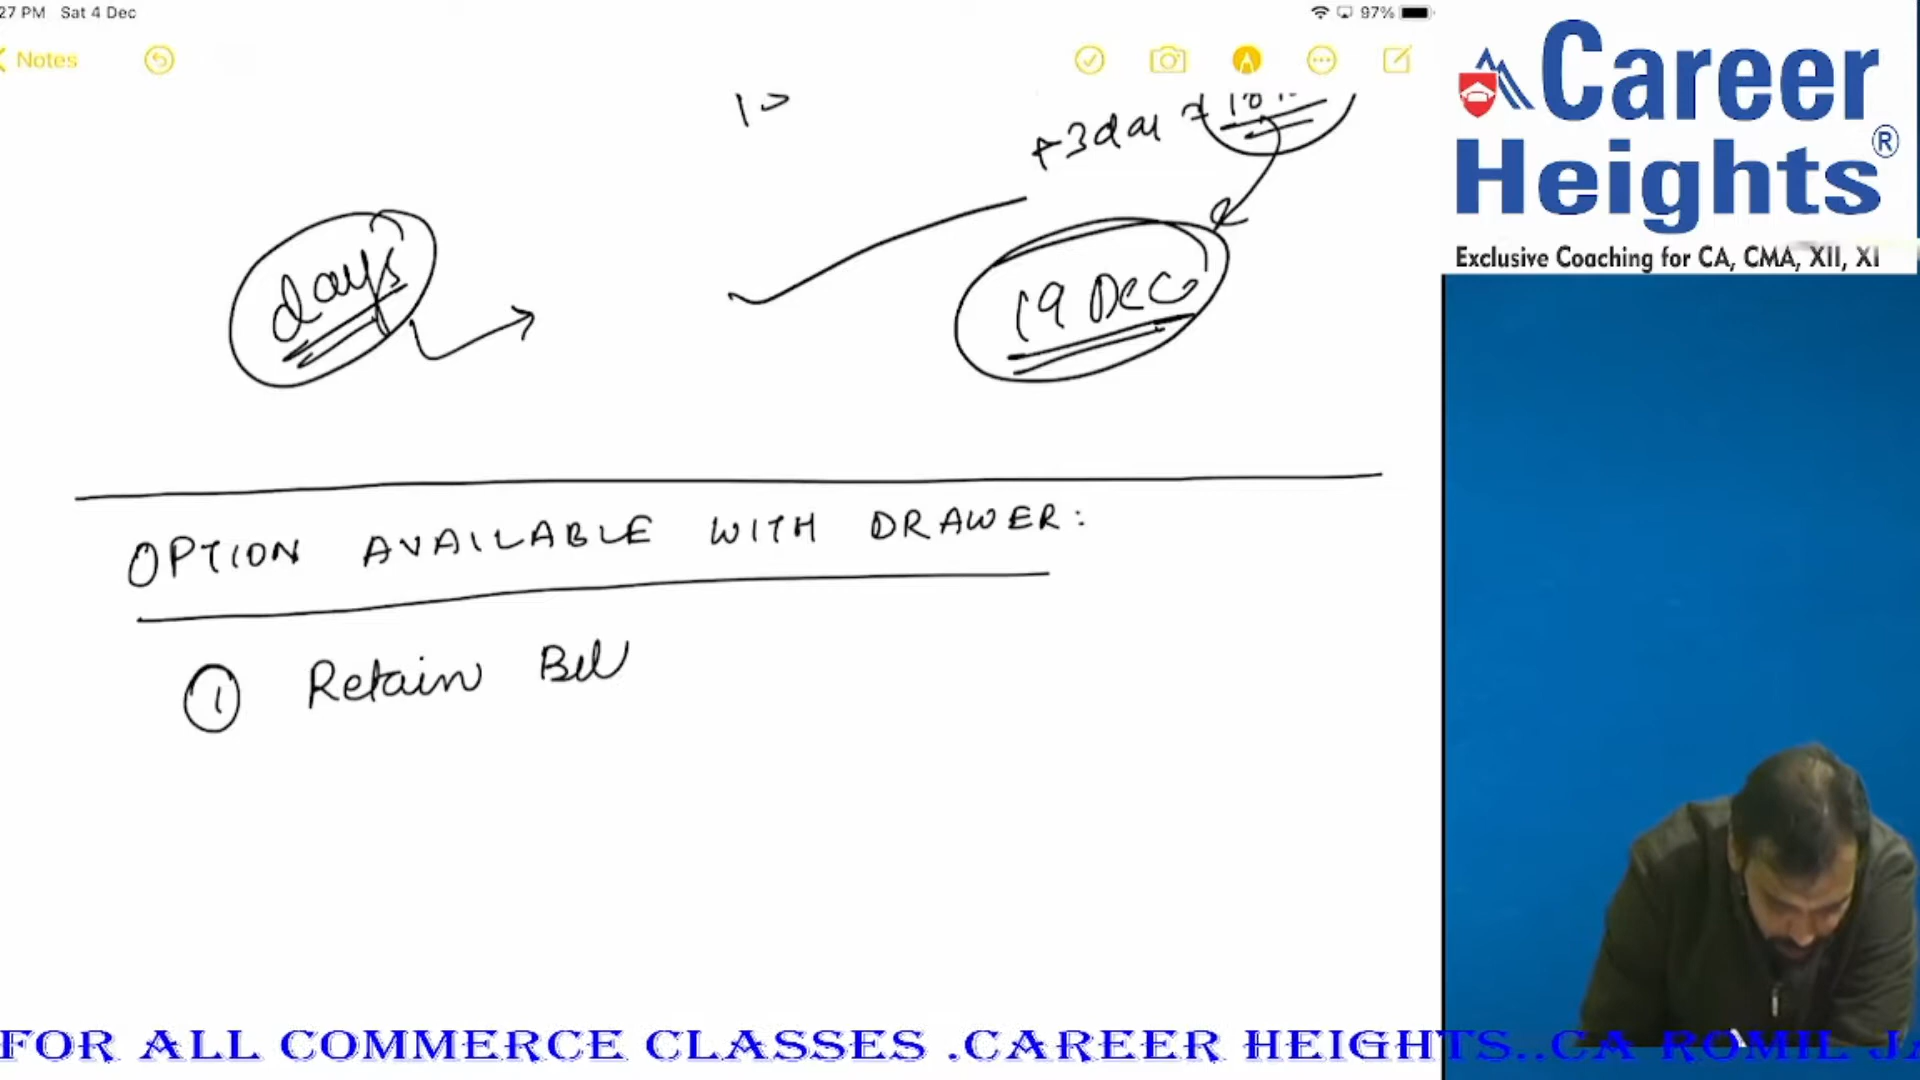 27 PM Sat 4 Dec
97%
Notes
+3
days
19 Dec
OPTION AVAILABLE WITH DRAWER:
1 Retain Bill
Career
Heights®
Exclusive Coaching for CA, CMA, XII, XI
FOR ALL COMMERCE CLASSES .CAREER HEIGHTS..CA ROMIL JA